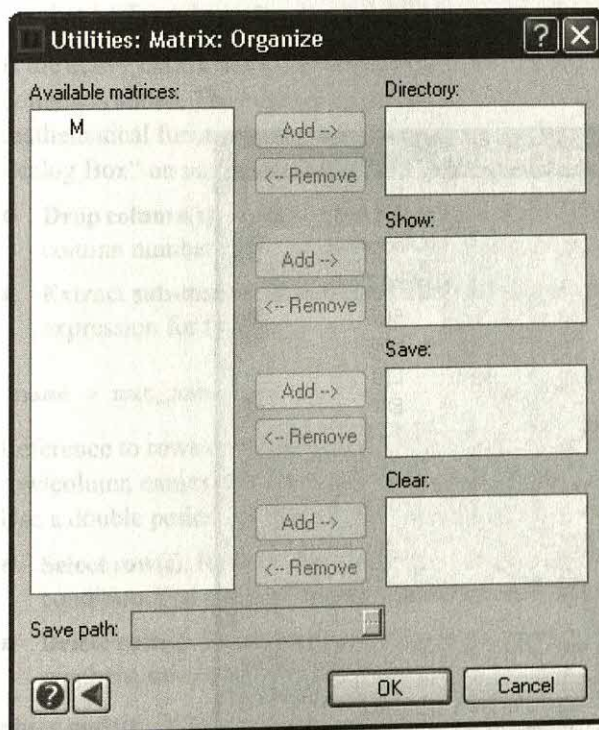 Utilities: Matrix: Organize
Available matrices:
M
Directory:
Add -->
<-- Remove
Show:
Add -->
<-- Remove
Save:
Add -->
<-- Remove
Clear:
Add -->
<-- Remove
Save path:
OK
Cancel